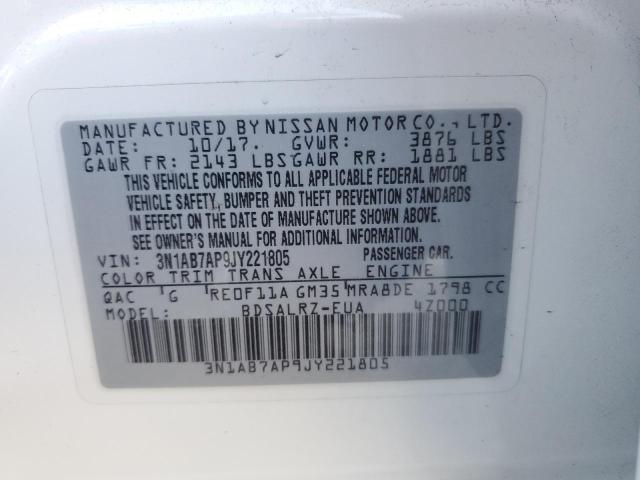 MANUFACTURED BY NISSAN MOTOR CO., LTD.
DATE: 10/17. GVWR: 3876 LBS
GAWR FR: 2143 LBS GAWR RR: 1881 LBS
THIS VEHICLE CONFORMS TO ALL APPLICABLE FEDERAL MOTOR
VEHICLE SAFETY, BUMPER AND THEFT PREVENTION STANDARDS
IN EFFECT ON THE DATE OF MANUFACTURE SHOWN ABOVE.
SEE OWNER'S MANUAL FOR ADDITIONAL INFORMATION.
VIN: 3N1AB7AP9JY221805 PASSENGER CAR.
COLOR TRIM TRANS AXLE ENGINE
QAC G RE0F11A GM35 MRA8DE 1798 CC
MODEL: BDSALRZ-EUA 4Z000
3N1AB7AP9JY221805